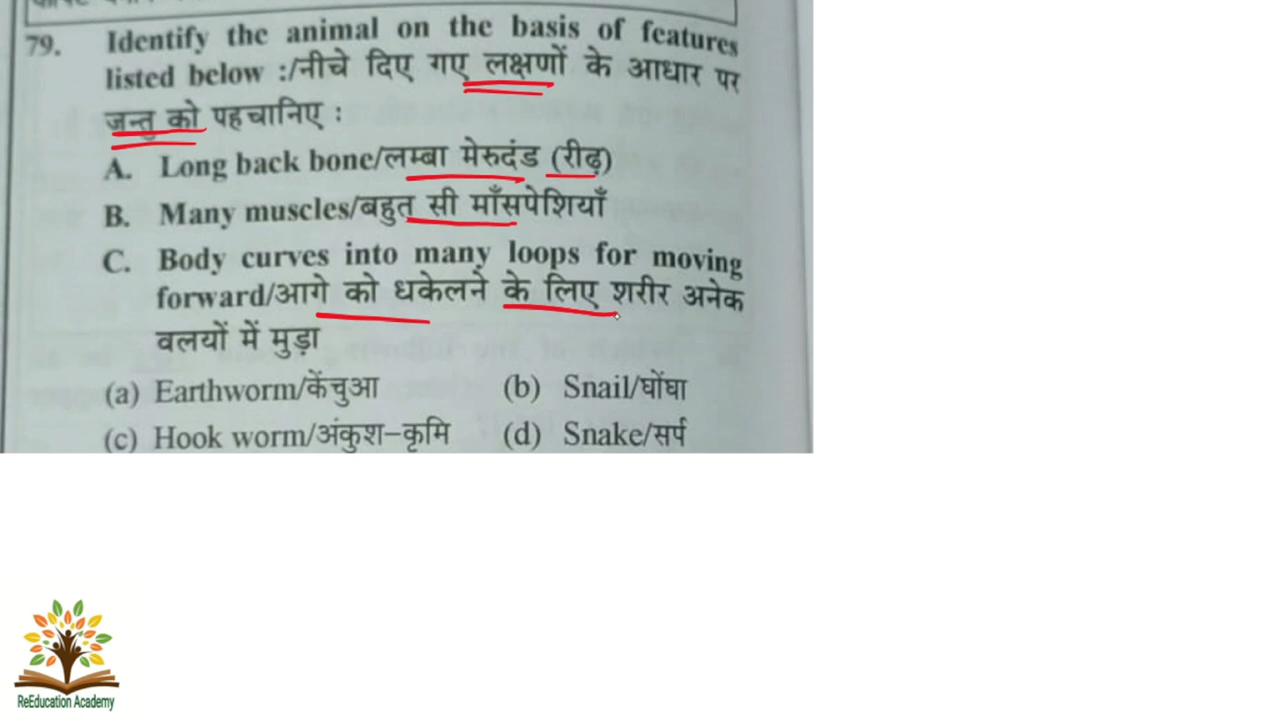 79. Identify the animal on the basis of features
listed below :/नीचे दिए गए लक्षणों के आधार पर
जन्तु को पहचानिए :
A. Long back bone/लम्बा मेरुदंड (रीढ़)
B. Many muscles/बहुत सी माँसपेशियाँ
C. Body curves into many loops for moving
forward/आगे को धकेलने के लिए शरीर अनेक
वलयों में मुड़ा
(a) Earthworm/केंचुआ (b) Snail/घोंघा
(c) Hook worm/अंकुश-कृमि (d) Snake/सर्प
ReEducation Academy